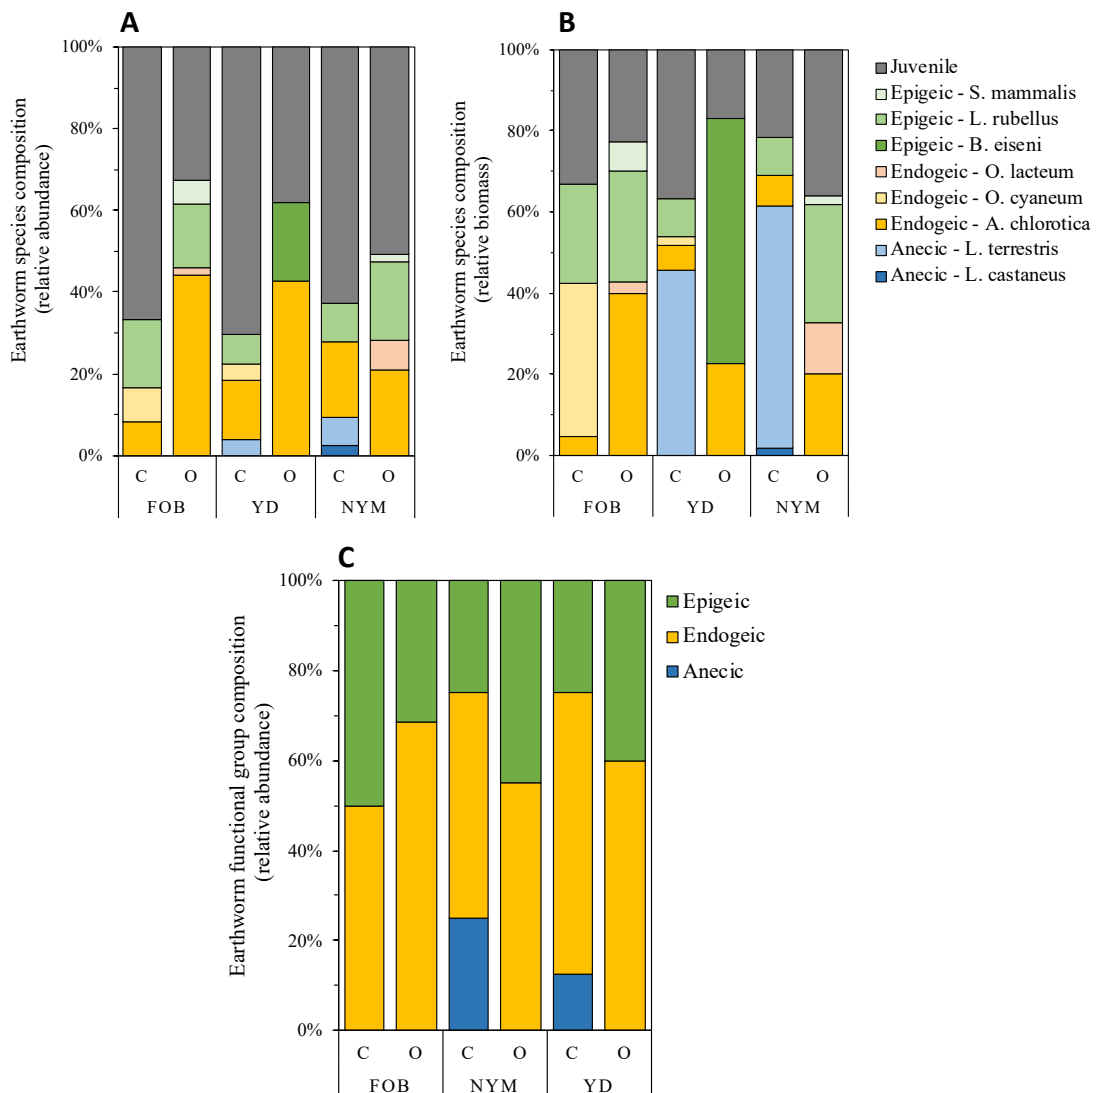 A
Earthworm species composition
(relative abundance)
100%
80%
60%
40%
20%
0%
C
O
C
O
C
O
FOB
YD
NYM
B
Earthworm species composition
(relative biomass)
100%
80%
60%
40%
20%
0%
C
O
C
O
C
O
FOB
YD
NYM
Juvenile
Epigeic - S. mammalis
Epigeic - L. rubellus
Epigeic - B. eiseni
Endogeic - O. lacteum
Endogeic - O. cyaneum
Endogeic - A. chlorotica
Anecic - L. terrestris
Anecic - L. castaneus
C
Earthworm functional group composition
(relative abundance)
100%
80%
60%
40%
20%
0%
C
O
C
O
C
O
FOB
NYM
YD
Epigeic
Endogeic
Anecic